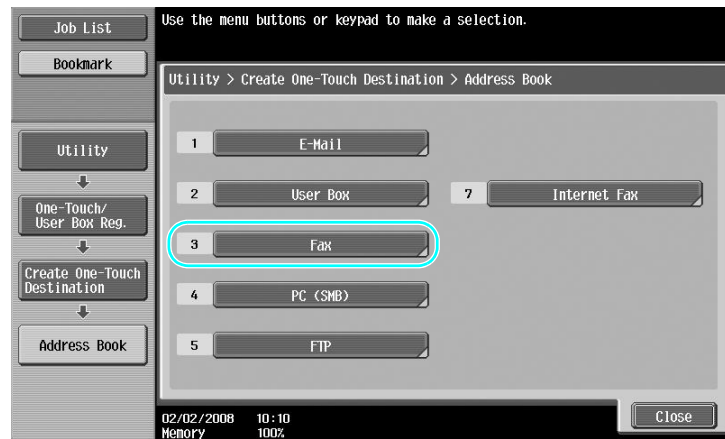 Job List
Bookmark
Use the menu buttons or keypad to make a selection.
Utility > Create One-Touch Destination > Address Book
Utility
One-Touch/
User Box Reg.
Create One-Touch
Destination
Address Book
1 E-Mail
2 User Box
7 Internet Fax
3 Fax
4 PC (SMB)
5 FTP
02/02/2008 10:10
Memory 100%
Close